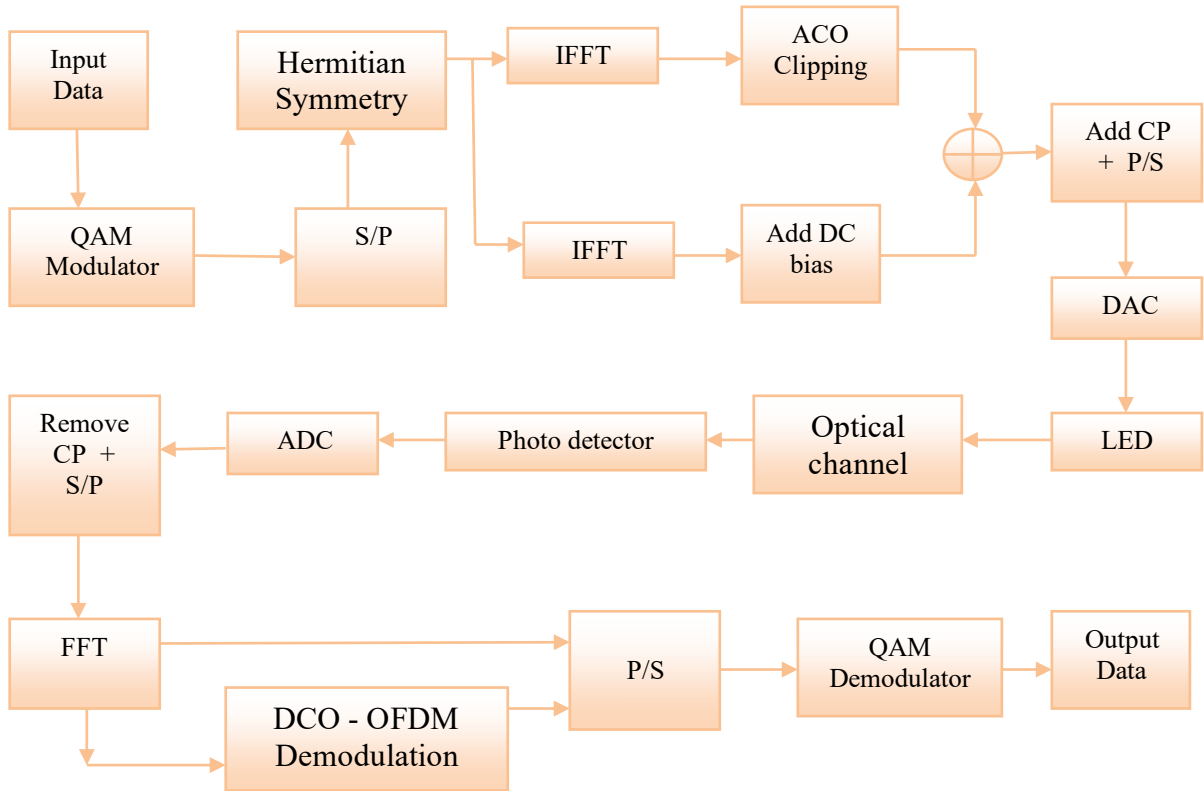 Input
Data
Hermitian
Symmetry
IFFT
ACO
Clipping
Add CP
+ P/S
QAM
Modulator
S/P
IFFT
Add DC
bias
DAC
Remove
CP +
S/P
ADC
Photo detector
Optical
channel
LED
FFT
DCO - OFDM
Demodulation
P/S
QAM
Demodulator
Output
Data